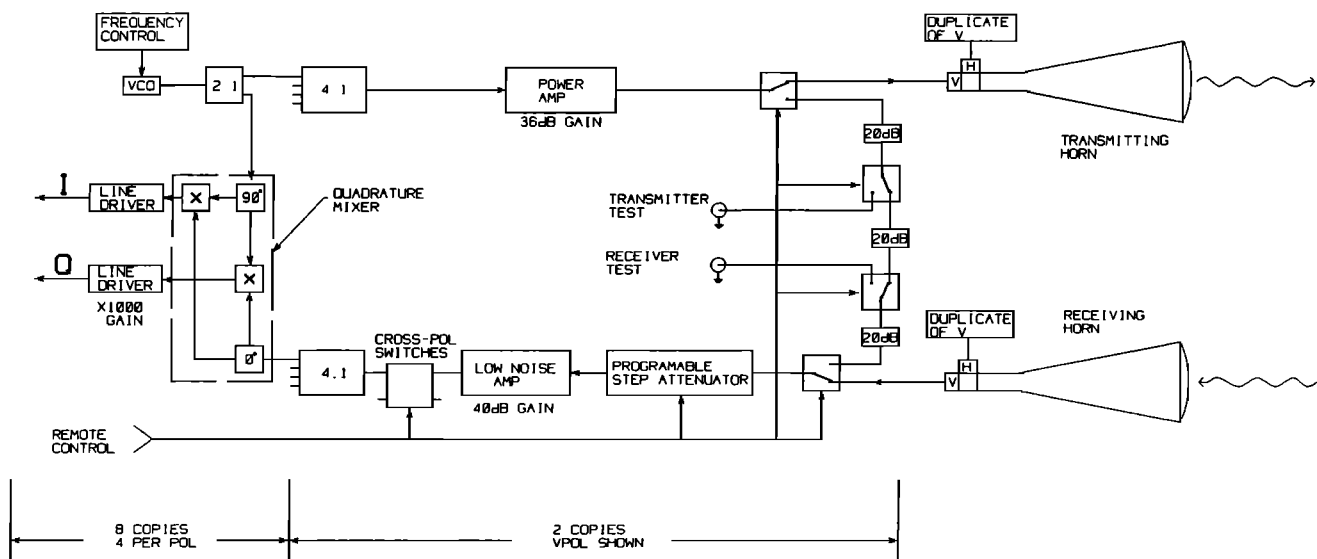 FREQUENCY
CONTROL
VCO
2 1
4 1
POWER
AMP
36dB GAIN
20dB
DUPLICATE
OF V
H
V
TRANSMITTING
HORN
I
LINE
DRIVER
X
90°
QUADRATURE
MIXER
TRANSMITTER
TEST
20dB
Q
LINE
DRIVER
X1000
GAIN
X
RECEIVER
TEST
20dB
0°
4.1
CROSS-POL
SWITCHES
LOW NOISE
AMP
40dB GAIN
PROGRAMABLE
STEP ATTENUATOR
DUPLICATE
OF V
H
V
RECEIVING
HORN
REMOTE
CONTROL
8 COPIES
4 PER POL
2 COPIES
VPOL SHOWN